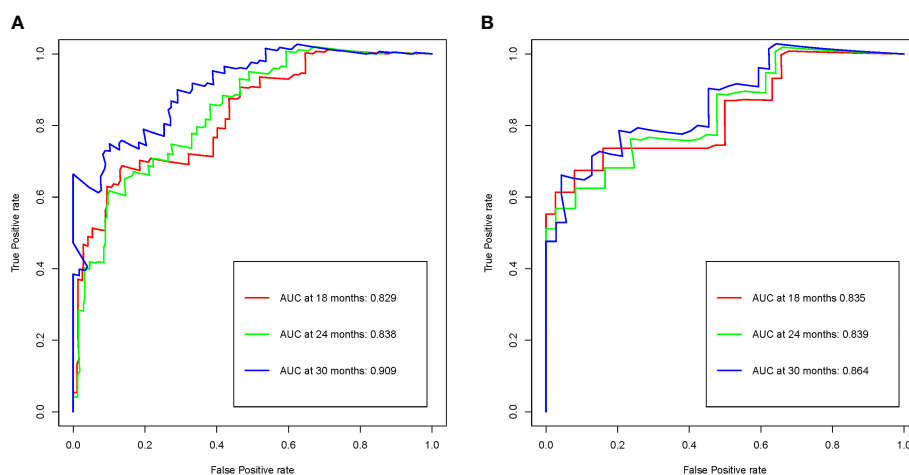 A
1.0
0.8
0.6
0.4
0.2
0.0
True Positive rate
AUC at 18 months: 0.829
AUC at 24 months: 0.838
AUC at 30 months: 0.909
0.0 0.2 0.4 0.6 0.8 1.0
False Positive rate
B
1.0
0.8
0.6
0.4
0.2
0.0
True Positive rate
AUC at 18 months 0.835
AUC at 24 months: 0.839
AUC at 30 months: 0.864
0.0 0.2 0.4 0.6 0.8 1.0
False Positive rate